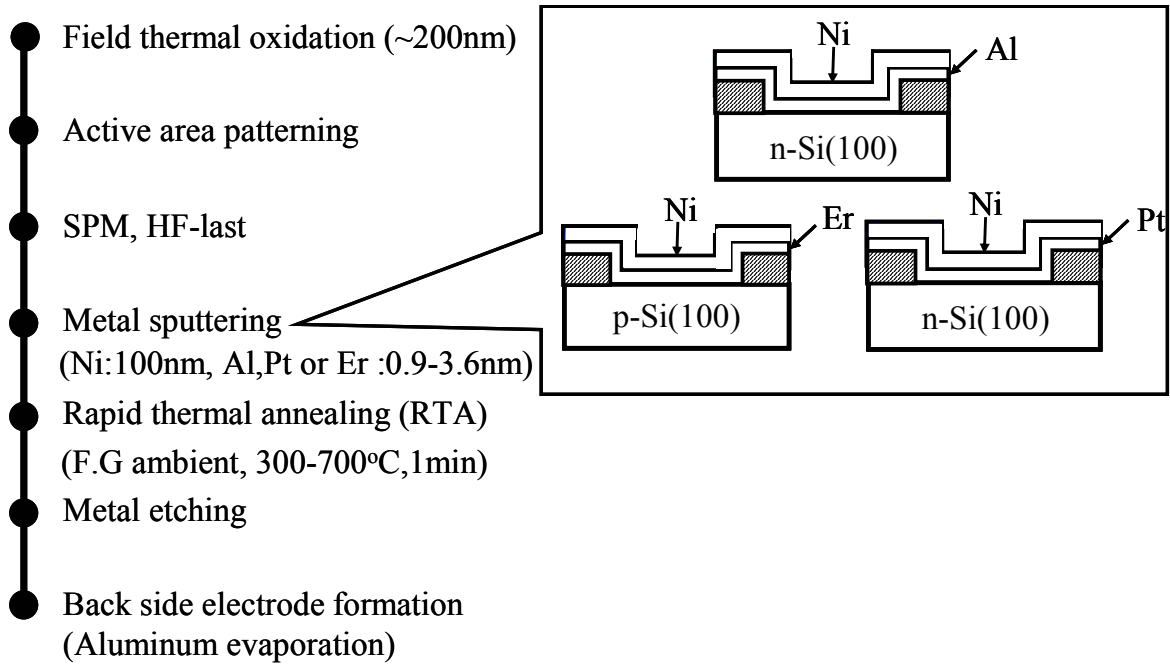 Field thermal oxidation (~200nm)
Active area patterning
SPM, HF-last
Metal sputtering
(Ni:100nm, Al,Pt or Er :0.9-3.6nm)
Rapid thermal annealing (RTA)
(F.G ambient, 300-700°C,1min)
Metal etching
Back side electrode formation
(Aluminum evaporation)
Ni
Al
n-Si(100)
Ni
Er
p-Si(100)
Ni
Pt
n-Si(100)